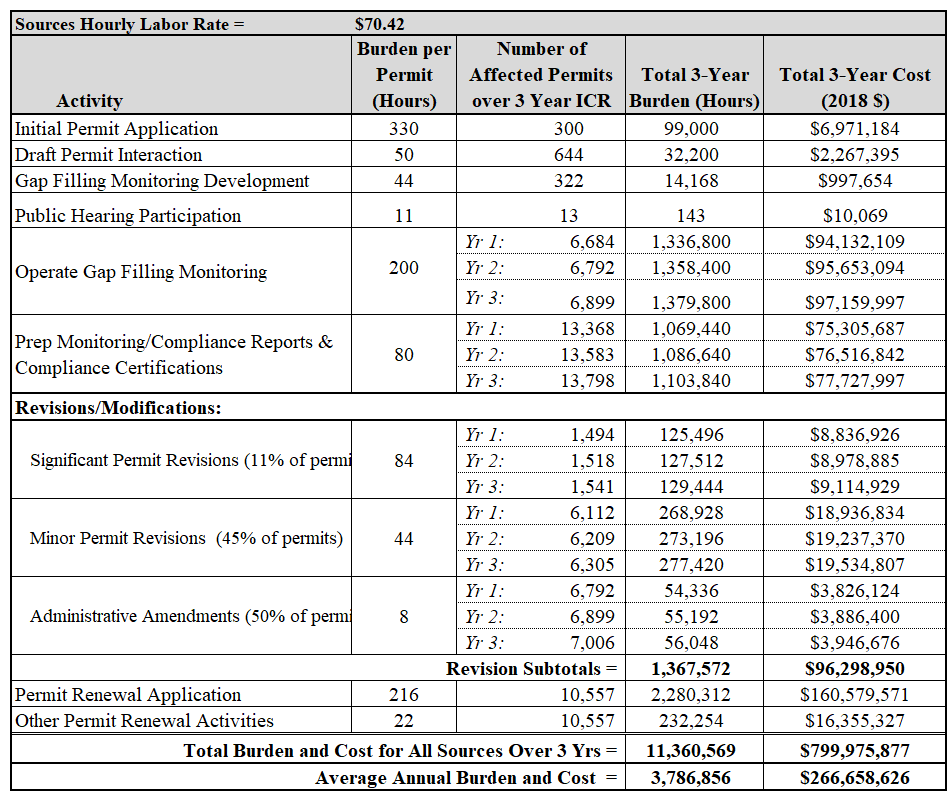 Sources Hourly Labor Rate = $70.42
Activity Burden per Permit (Hours) Number of Affected Permits over 3 Year ICR Total 3-Year Burden (Hours) Total 3-Year Cost (2018 $)
Initial Permit Application 330 300 99,000 $6,971,184
Draft Permit Interaction 50 644 32,200 $2,267,395
Gap Filling Monitoring Development 44 322 14,168 $997,654
Public Hearing Participation 11 13 143 $10,069
Operate Gap Filling Monitoring 200 Yr 1: 6,684 1,336,800 $94,132,109
Yr 2: 6,792 1,358,400 $95,653,094
Yr 3: 6,899 1,379,800 $97,159,997
Prep Monitoring/Compliance Reports & Compliance Certifications 80 Yr 1: 13,368 1,069,440 $75,305,687
Yr 2: 13,583 1,086,640 $76,516,842
Yr 3: 13,798 1,103,840 $77,727,997
Revisions/Modifications:
Significant Permit Revisions (11% of permi 84 Yr 1: 1,494 125,496 $8,836,926
Yr 2: 1,518 127,512 $8,978,885
Yr 3: 1,541 129,444 $9,114,929
Minor Permit Revisions (45% of permits) 44 Yr 1: 6,112 268,928 $18,936,834
Yr 2: 6,209 273,196 $19,237,370
Yr 3: 6,305 277,420 $19,534,807
Administrative Amendments (50% of permi 8 Yr 1: 6,792 54,336 $3,826,124
Yr 2: 6,899 55,192 $3,886,400
Yr 3: 7,006 56,048 $3,946,676
Revision Subtotals = 1,367,572 $96,298,950
Permit Renewal Application 216 10,557 2,280,312 $160,579,571
Other Permit Renewal Activities 22 10,557 232,254 $16,355,327
Total Burden and Cost for All Sources Over 3 Yrs = 11,360,569 $799,975,877
Average Annual Burden and Cost = 3,786,856 $266,658,626